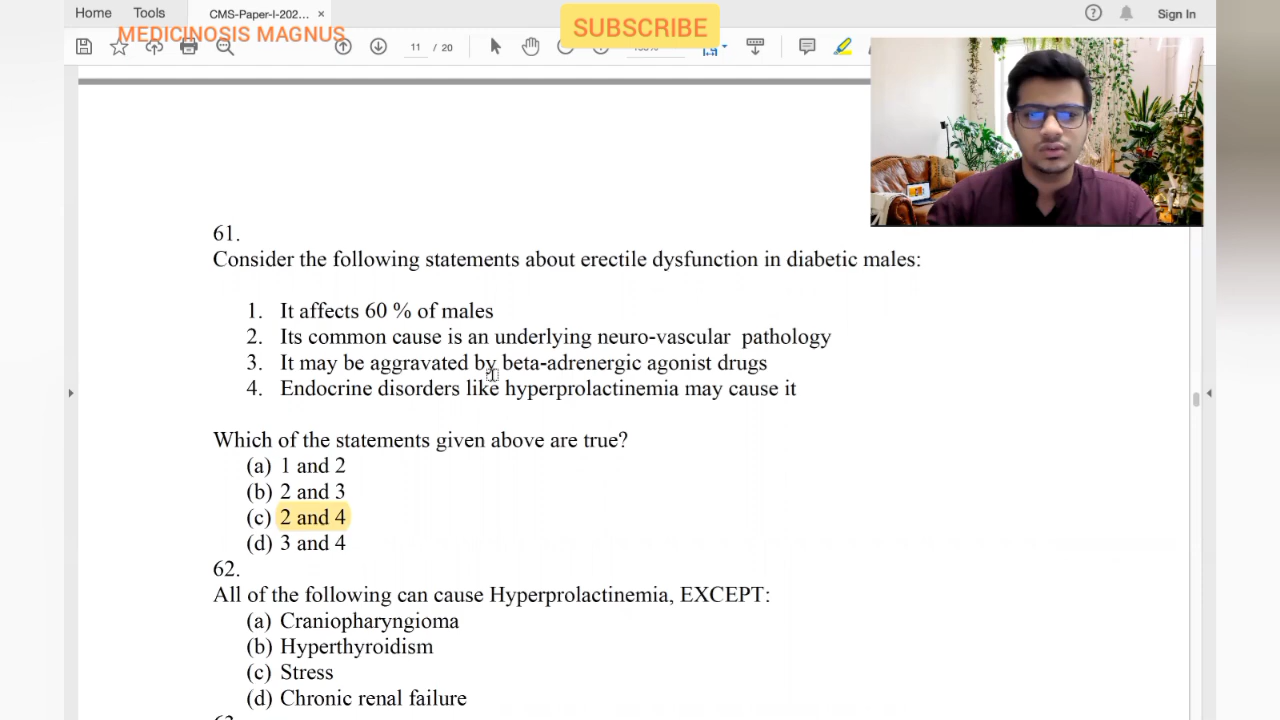 Home Tools CMS-Paper-I-202... × Sign In
MEDICINOSIS MAGNUS
SUBSCRIBE
11 / 20
61.
Consider the following statements about erectile dysfunction in diabetic males:
1. It affects 60 % of males
2. Its common cause is an underlying neuro-vascular pathology
3. It may be aggravated by beta-adrenergic agonist drugs
4. Endocrine disorders like hyperprolactinemia may cause it
Which of the statements given above are true?
(a) 1 and 2
(b) 2 and 3
(c) 2 and 4
(d) 3 and 4
62.
All of the following can cause Hyperprolactinemia, EXCEPT:
(a) Craniopharyngioma
(b) Hyperthyroidism
(c) Stress
(d) Chronic renal failure